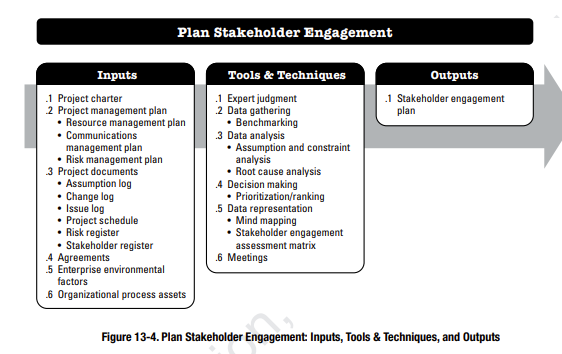 Plan Stakeholder Engagement
Inputs
.1 Project charter
.2 Project management plan
• Resource management plan
• Communications
management plan
• Risk management plan
.3 Project documents
• Assumption log
• Change log
• Issue log
• Project schedule
• Risk register
• Stakeholder register
.4 Agreements
.5 Enterprise environmental
factors
.6 Organizational process assets
Tools & Techniques
.1 Expert judgment
.2 Data gathering
• Benchmarking
.3 Data analysis
• Assumption and constraint
analysis
• Root cause analysis
.4 Decision making
• Prioritization/ranking
.5 Data representation
• Mind mapping
• Stakeholder engagement
assessment matrix
.6 Meetings
Outputs
.1 Stakeholder engagement
plan
Figure 13-4. Plan Stakeholder Engagement: Inputs, Tools & Techniques, and Outputs